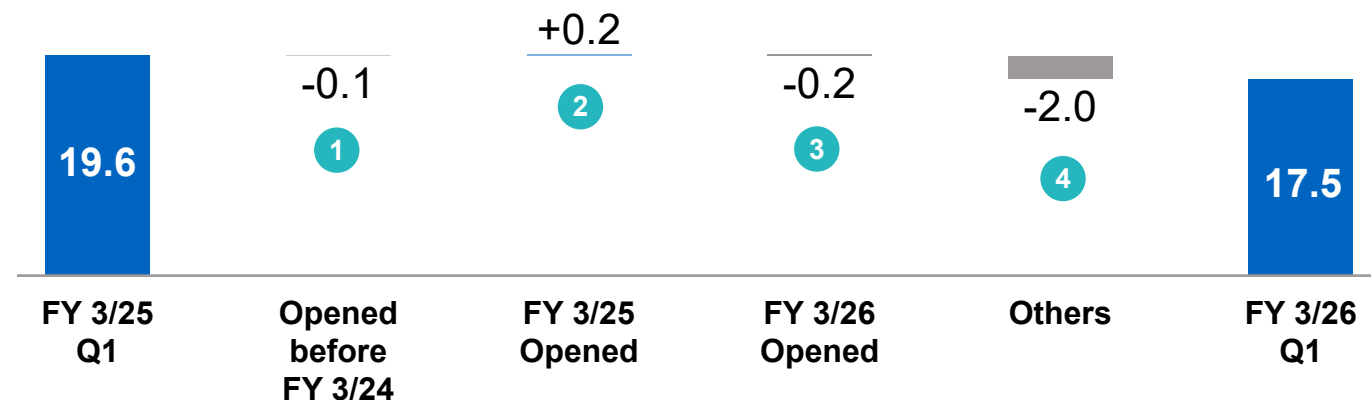 +0.2
-0.1
-0.2
-2.0
1
2
3
4
19.6
17.5
FY 3/25
Q1
Opened
before
FY 3/24
FY 3/25
Opened
FY 3/26
Opened
Others
FY 3/26
Q1